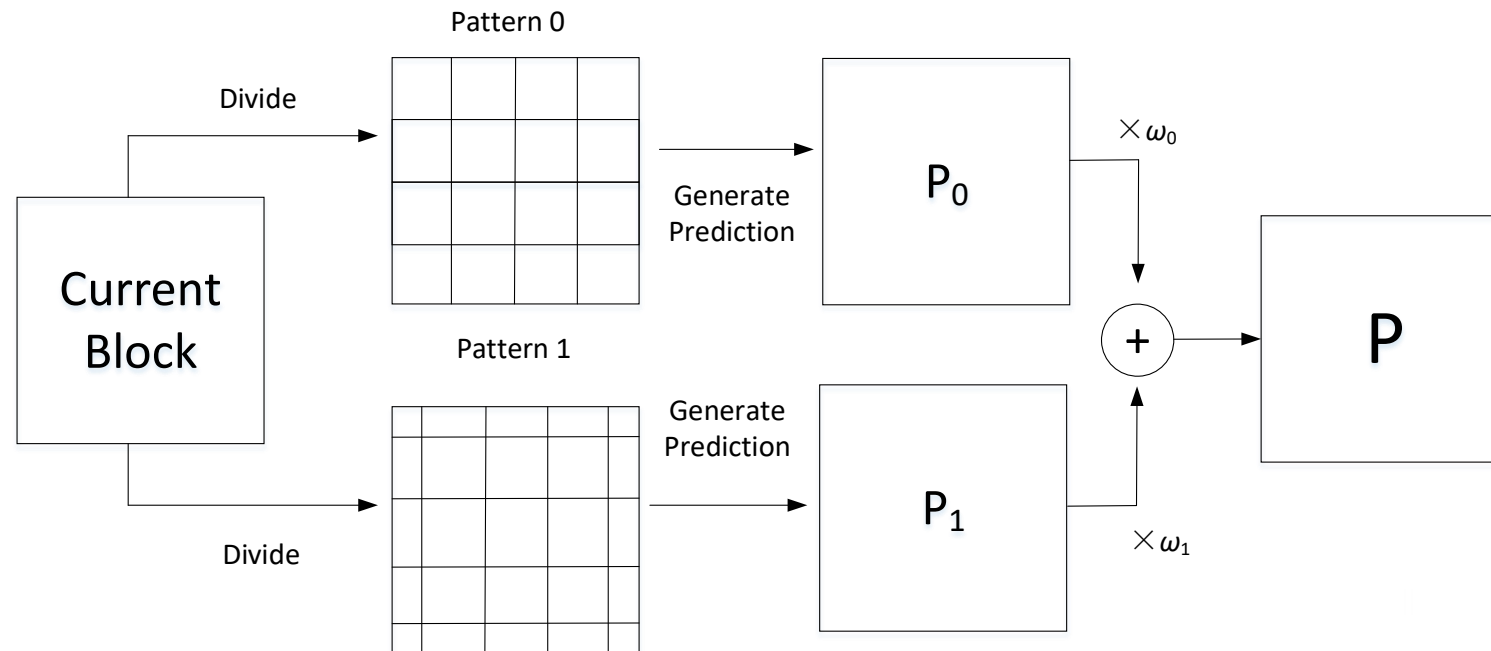 Pattern 0
Divide
× ω₀
Generate
Prediction
P₀
Current
Block
+
P
Pattern 1
Generate
Prediction
P₁
Divide
× ω₁